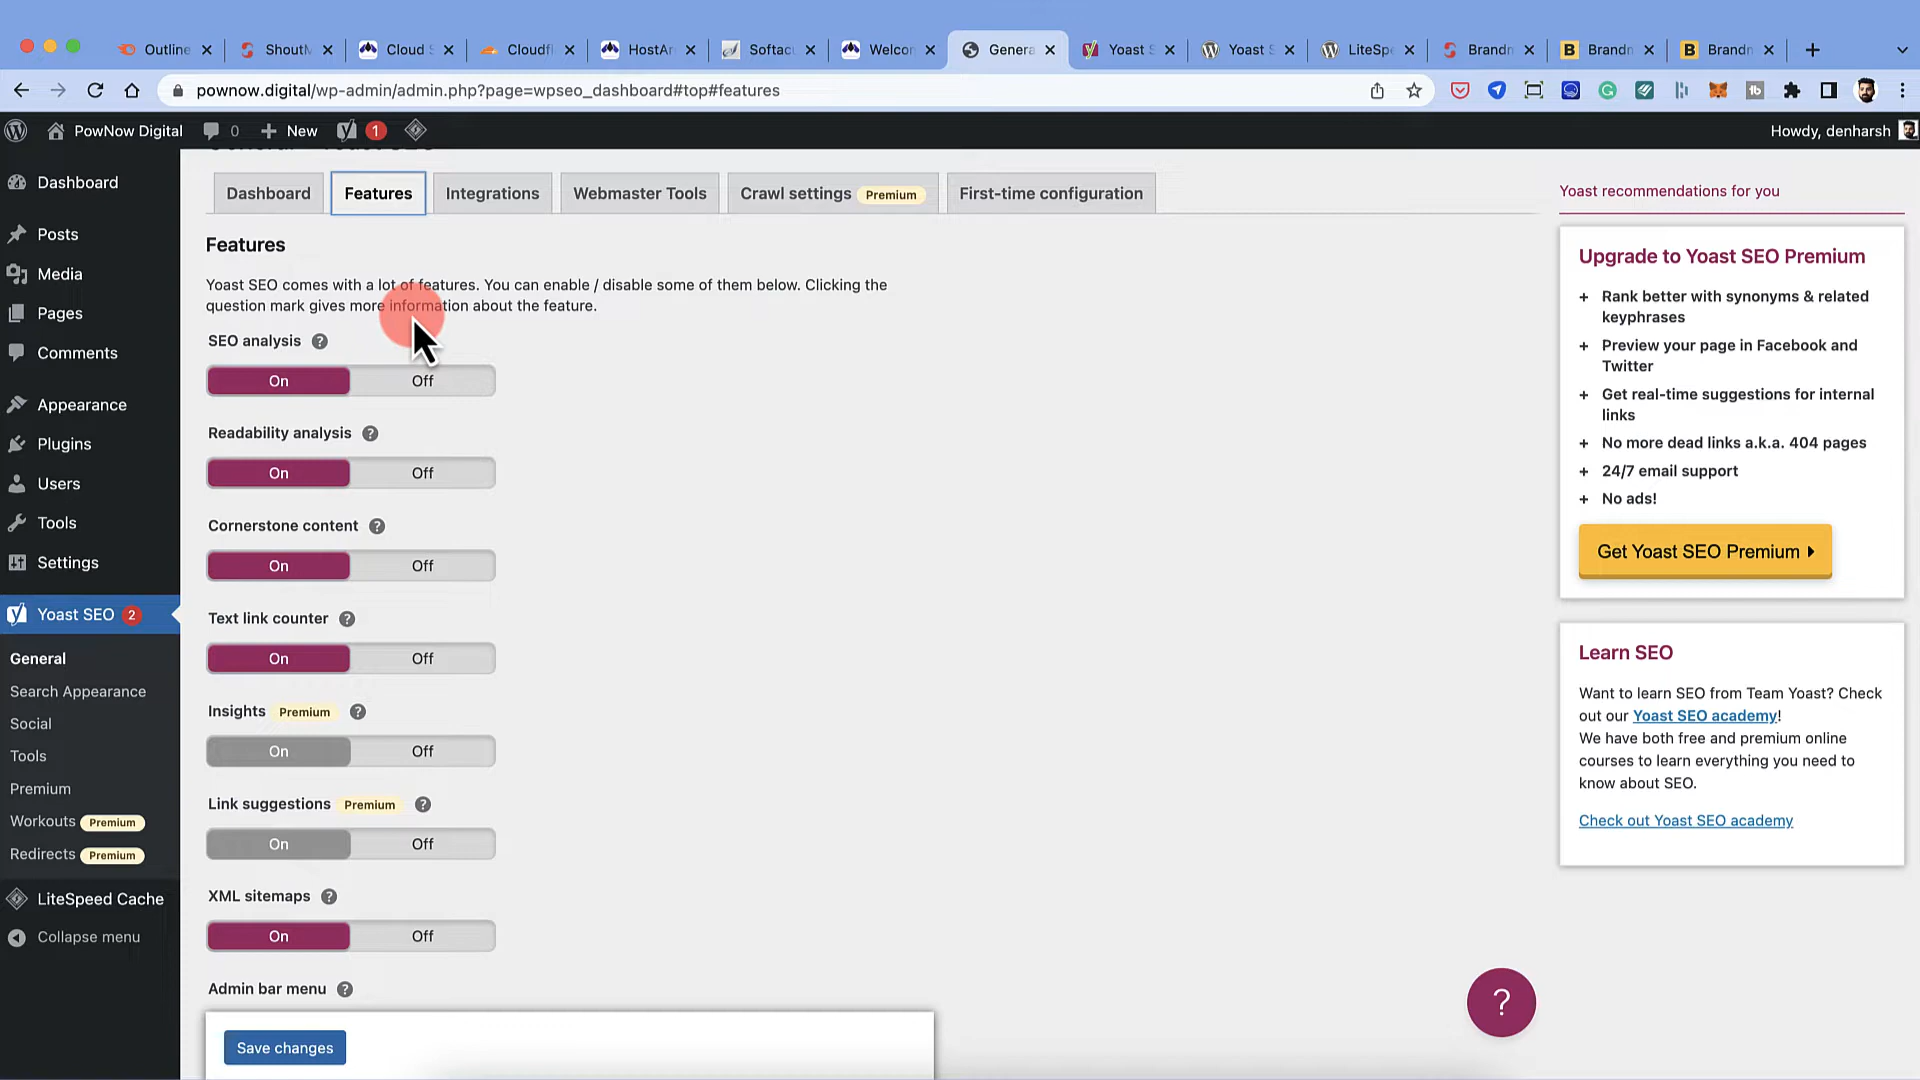 Outline
ShoutM
Cloud S
Cloudfl
HostAr
Softacu
Welcon
Genera
Yoast S
Yoast S
LiteSpe
Brandn
Brandn
Brandn
pownow.digital/wp-admin/admin.php?page=wpseo_dashboard#top#features
PowNow Digital
0
New
1
Howdy, denharsh
Dashboard
Posts
Media
Pages
Comments
Appearance
Plugins
Users
Tools
Settings
Yoast SEO 2
General
Search Appearance
Social
Tools
Premium
Workouts Premium
Redirects Premium
LiteSpeed Cache
Collapse menu
Dashboard
Features
Integrations
Webmaster Tools
Crawl settings Premium
First-time configuration
Features
Yoast SEO comes with a lot of features. You can enable / disable some of them below. Clicking the
question mark gives more information about the feature.
SEO analysis ?
On Off
Readability analysis ?
On Off
Cornerstone content ?
On Off
Text link counter ?
On Off
Insights Premium ?
On Off
Link suggestions Premium ?
On Off
XML sitemaps ?
On Off
Admin bar menu ?
Save changes
Yoast recommendations for you
Upgrade to Yoast SEO Premium
+ Rank better with synonyms & related
keyphrases
+ Preview your page in Facebook and
Twitter
+ Get real-time suggestions for internal
links
+ No more dead links a.k.a. 404 pages
+ 24/7 email support
+ No ads!
Get Yoast SEO Premium
Learn SEO
Want to learn SEO from Team Yoast? Check
out our Yoast SEO academy!
We have both free and premium online
courses to learn everything you need to
know about SEO.
Check out Yoast SEO academy
?